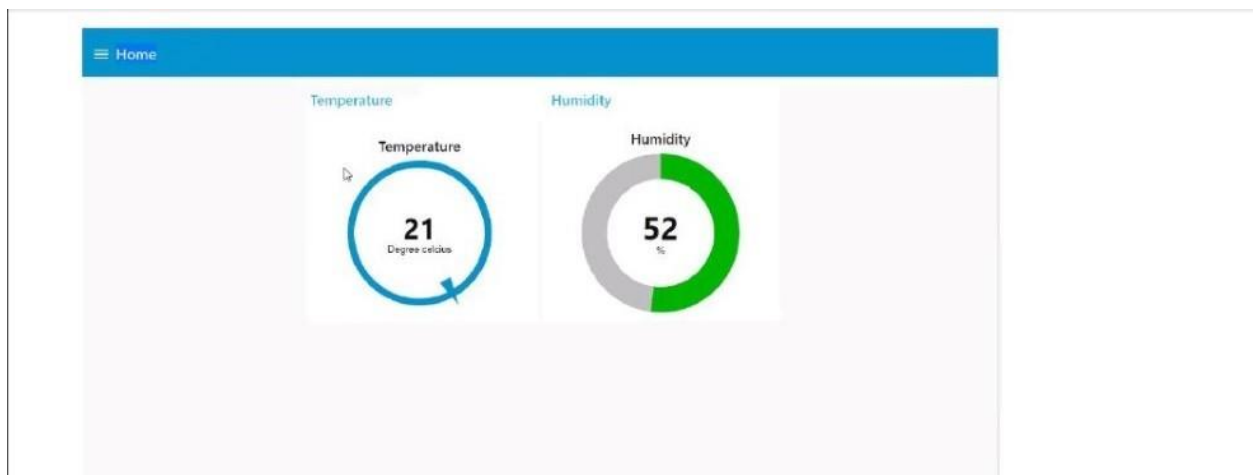 Home
Temperature
Humidity
Temperature
Humidity
21
Degree celcius
52
%